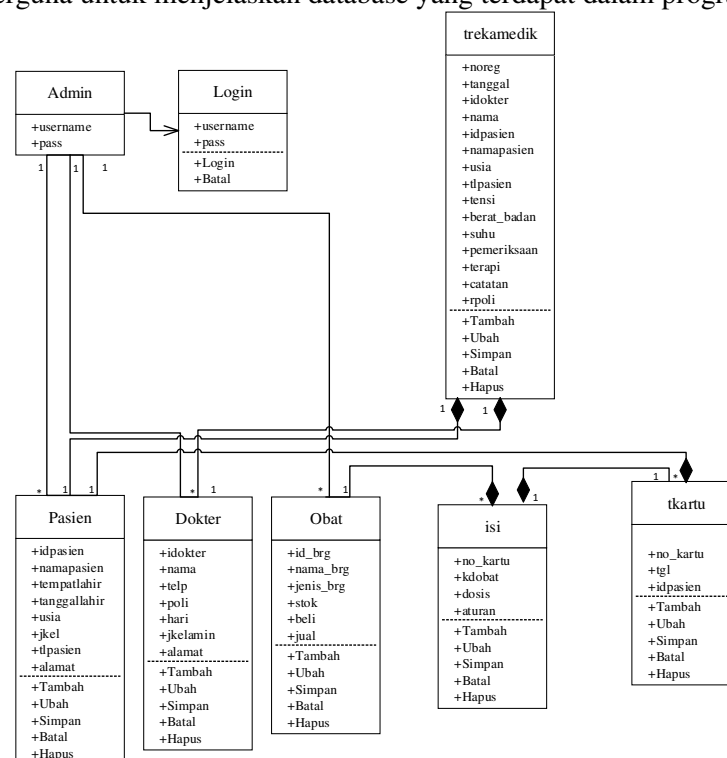 untuk menjelaskan database yang terdapat dalam
trekamedik
+noreg
+tanggal
+idokter
+nama
+idpasien
+namapasien
+usia
+tlpasien
+tensi
+berat_badan
+suhu
+pemeriksaan
+terapi
+catatan
+rpoli
+Tambah
+Ubah
+Simpan
+Batal
+Hapus
Admin
+username
+pass
Login
+username
+pass
+Login
+Batal
1 1 1
1 1
* 1 1 * 1 * 1 * 1 1 *
Pasien
+idpasien
+namapasien
+tempatlahir
+tanggallahir
+usia
+jkel
+tlpasien
+alamat
+Tambah
+Ubah
+Simpan
+Batal
+Hapus
Dokter
+idokter
+nama
+telp
+poli
+hari
+jkelamin
+alamat
+Tambah
+Ubah
+Simpan
+Batal
+Hapus
Obat
+id_brg
+nama_brg
+jenis_brg
+stok
+beli
+jual
+Tambah
+Ubah
+Simpan
+Batal
+Hapus
isi
+no_kartu
+kdobat
+dosis
+aturan
+Tambah
+Ubah
+Simpan
+Batal
+Hapus
tkartu
+no_kartu
+tgl
+idpasien
+Tambah
+Ubah
+Simpan
+Batal
+Hapus